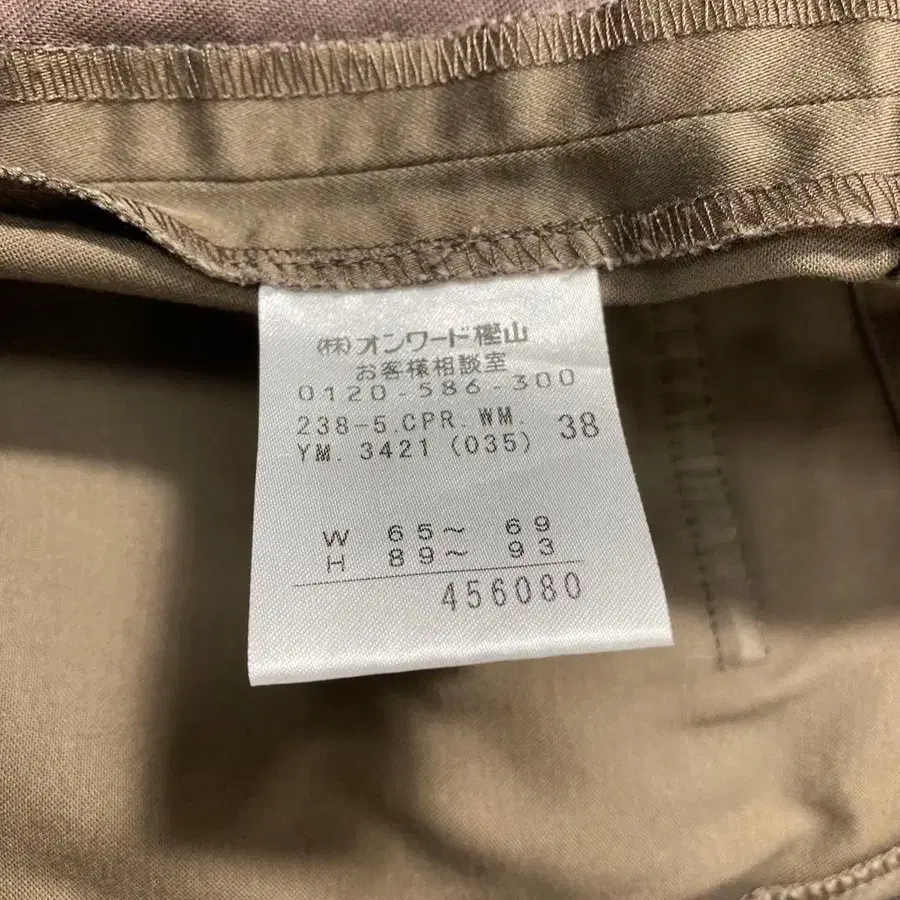 (株)オンワード樫山
お客様相談室
0120-586-300
238-5.CPR.WM.
YM. 3421 (035) 38
W 65~ 69
H 89~ 93
456080